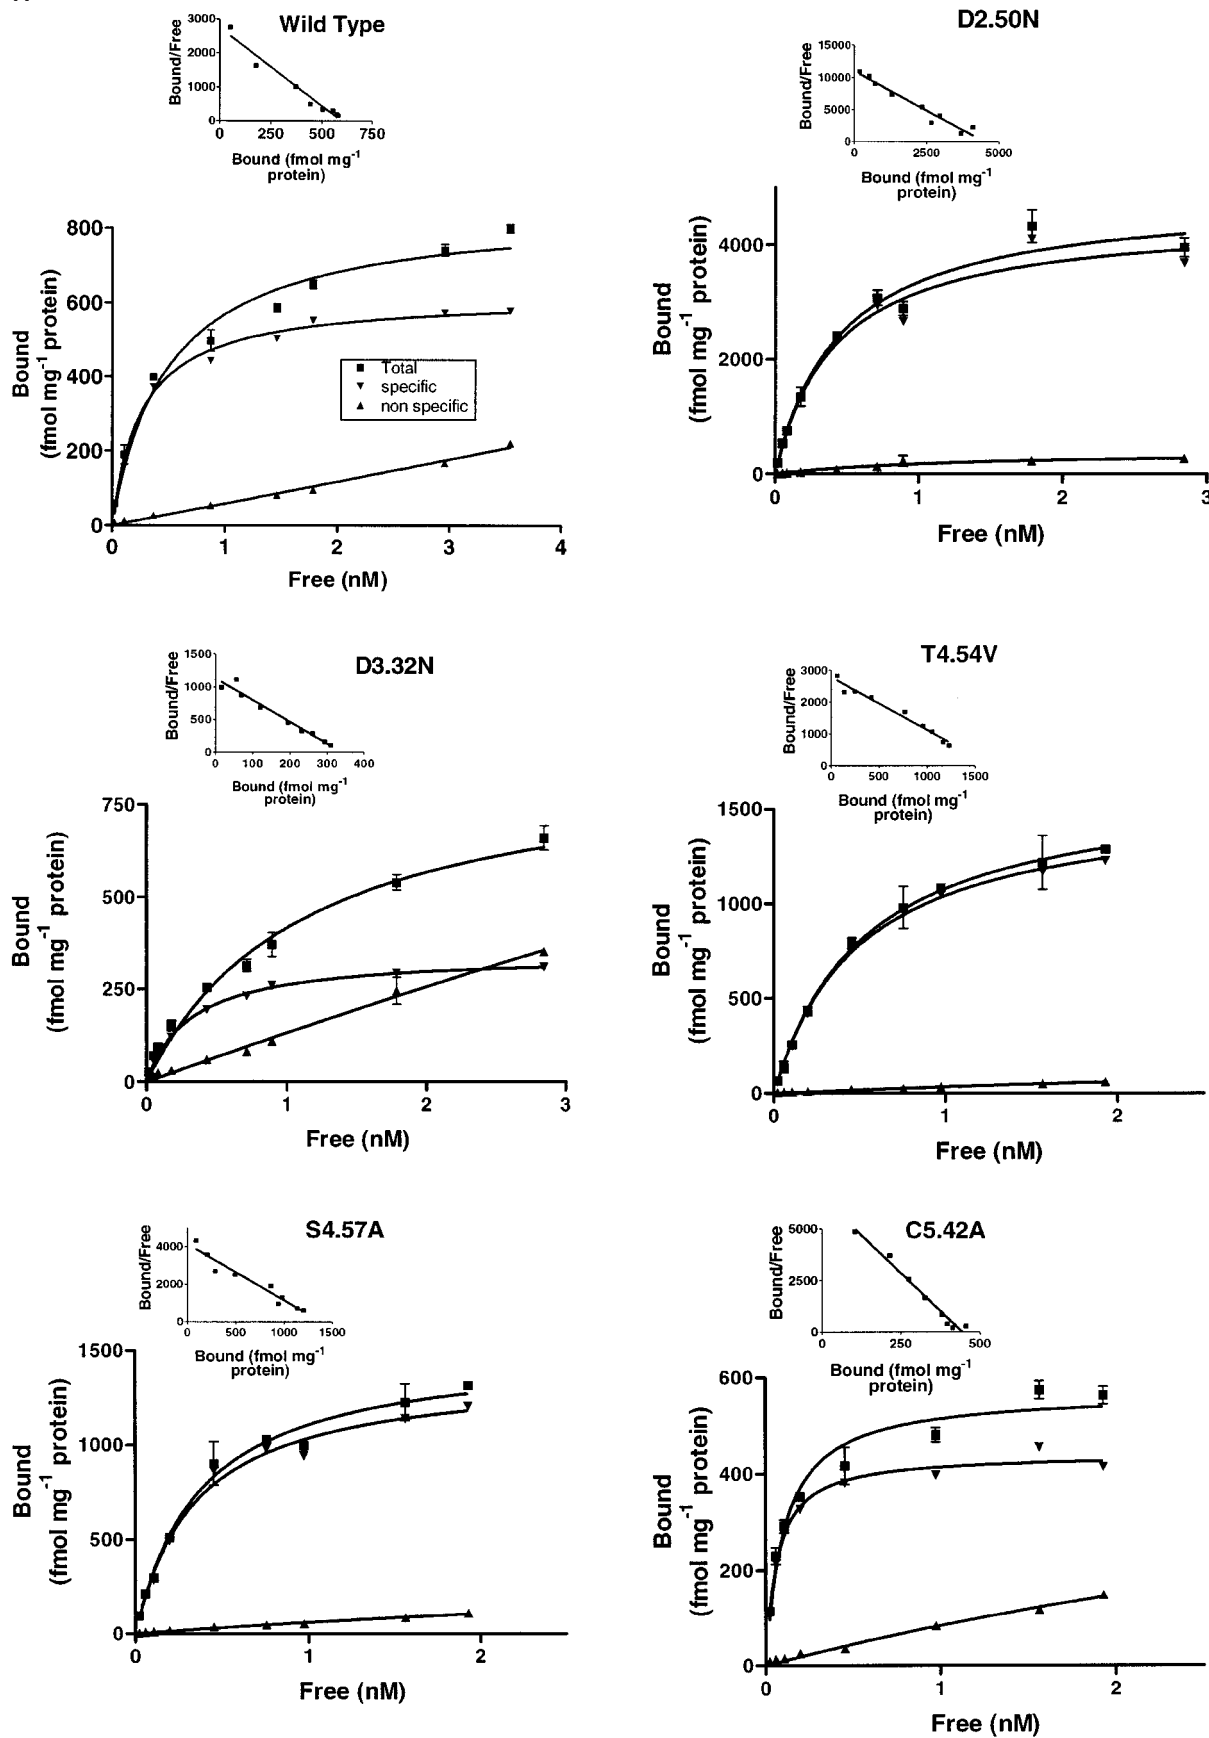 Wild Type
Bound/Free
3000
2000
1000
0
0 250 500 750
Bound (fmol mg-1
protein)
Bound
(fmol mg-1 protein)
800
600
400
200
0
Total
specific
non specific
0 1 2 3 4
Free (nM)
D2.50N
Bound/Free
15000
10000
5000
0
0 2500 5000
Bound (fmol mg-1
protein)
Bound
(fmol mg-1 protein)
4000
2000
0
0 1 2 3
Free (nM)
D3.32N
Bound/Free
1500
1000
500
0
0 100 200 300 400
Bound (fmol mg-1
protein)
Bound
(fmol mg-1 protein)
750
500
250
0
0 1 2 3
Free (nM)
T4.54V
Bound/Free
3000
2000
1000
0
0 500 1000 1500
Bound (fmol mg-1
protein)
Bound
(fmol mg-1 protein)
1500
1000
500
0
0 1 2
Free (nM)
S4.57A
Bound/Free
4000
2000
0
0 500 1000 1500
Bound (fmol mg-1
protein)
Bound
(fmol mg-1 protein)
1500
1000
500
0
0 1 2
Free (nM)
C5.42A
Bound/Free
5000
2500
0
0 250 500
Bound (fmol mg-1
protein)
Bound
(fmol mg-1 protein)
600
400
200
0
0 1 2
Free (nM)